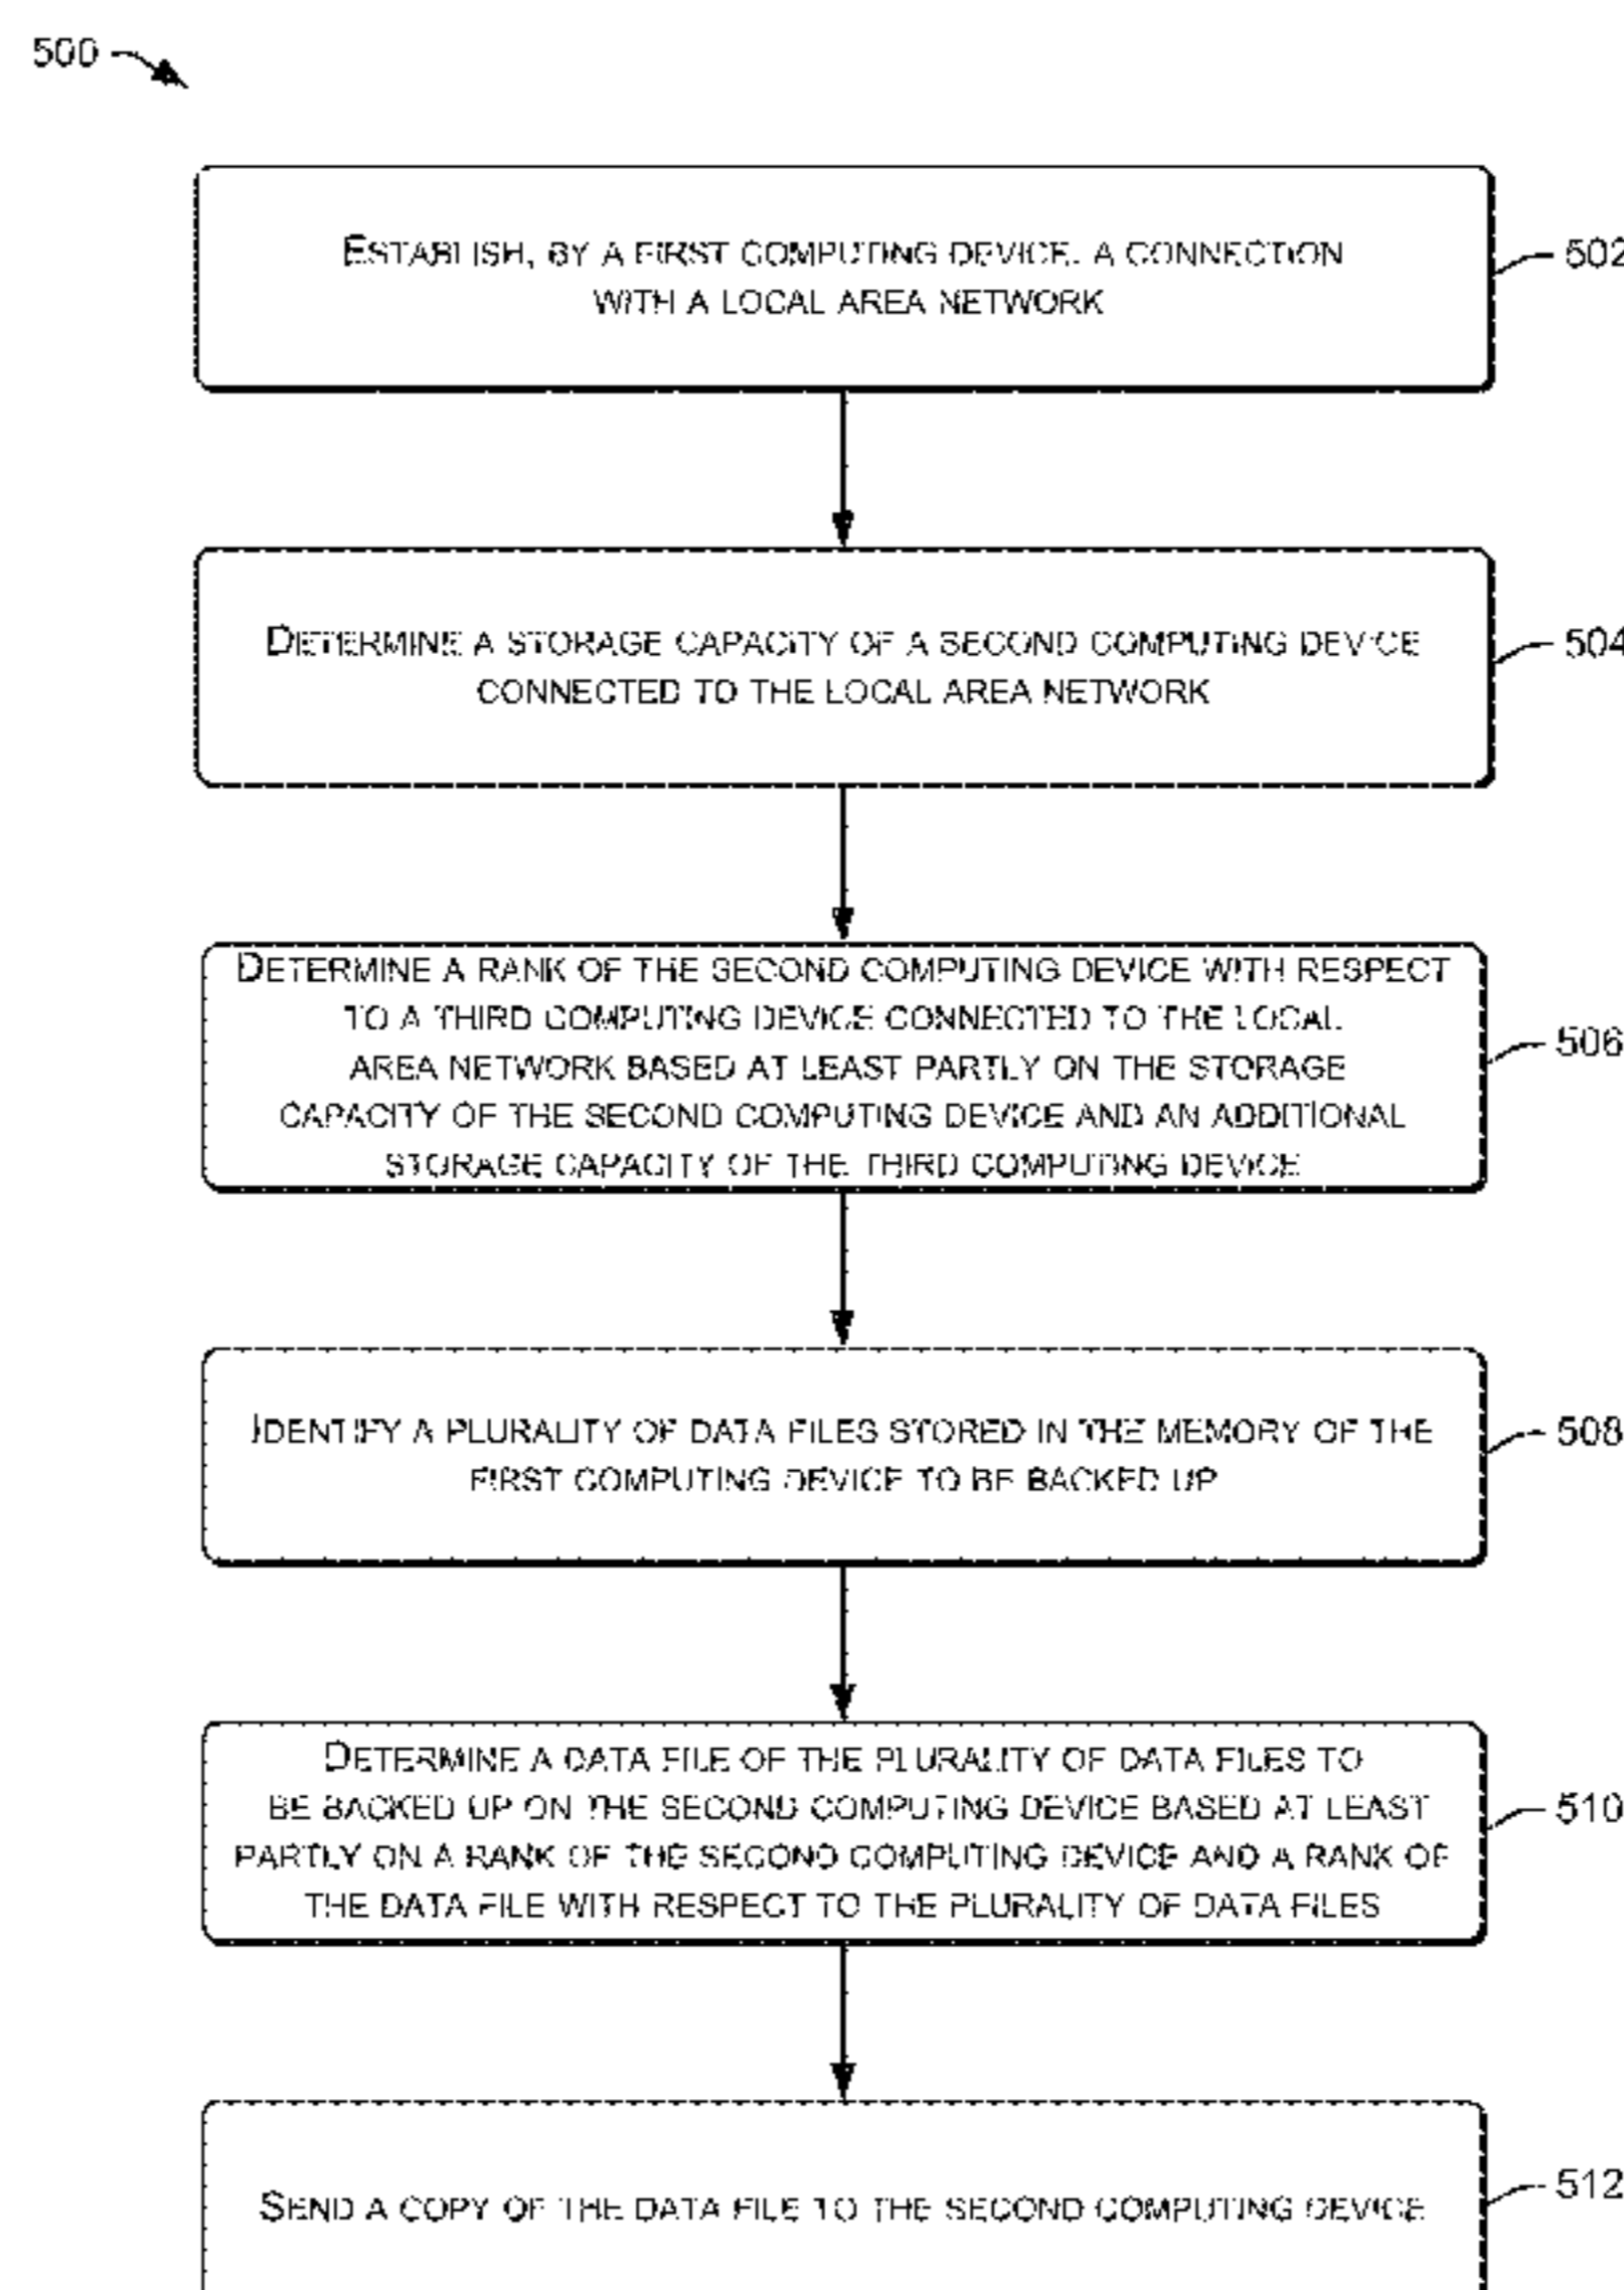 500
ESTABLISH, BY A FIRST COMPUTING DEVICE, A CONNECTION
WITH A LOCAL AREA NETWORK
502
DETERMINE A STORAGE CAPACITY OF A SECOND COMPUTING DEVICE
CONNECTED TO THE LOCAL AREA NETWORK
504
DETERMINE A RANK OF THE SECOND COMPUTING DEVICE WITH RESPECT
TO A THIRD COMPUTING DEVICE CONNECTED TO THE LOCAL
AREA NETWORK BASED AT LEAST PARTLY ON THE STORAGE
CAPACITY OF THE SECOND COMPUTING DEVICE AND AN ADDITIONAL
STORAGE CAPACITY OF THE THIRD COMPUTING DEVICE
506
IDENTIFY A PLURALITY OF DATA FILES STORED IN THE MEMORY OF THE
FIRST COMPUTING DEVICE TO BE BACKED UP
508
DETERMINE A DATA FILE OF THE PLURALITY OF DATA FILES TO
BE BACKED UP ON THE SECOND COMPUTING DEVICE BASED AT LEAST
PARTLY ON A RANK OF THE SECOND COMPUTING DEVICE AND A RANK OF
THE DATA FILE WITH RESPECT TO THE PLURALITY OF DATA FILES
510
SEND A COPY OF THE DATA FILE TO THE SECOND COMPUTING DEVICE
512